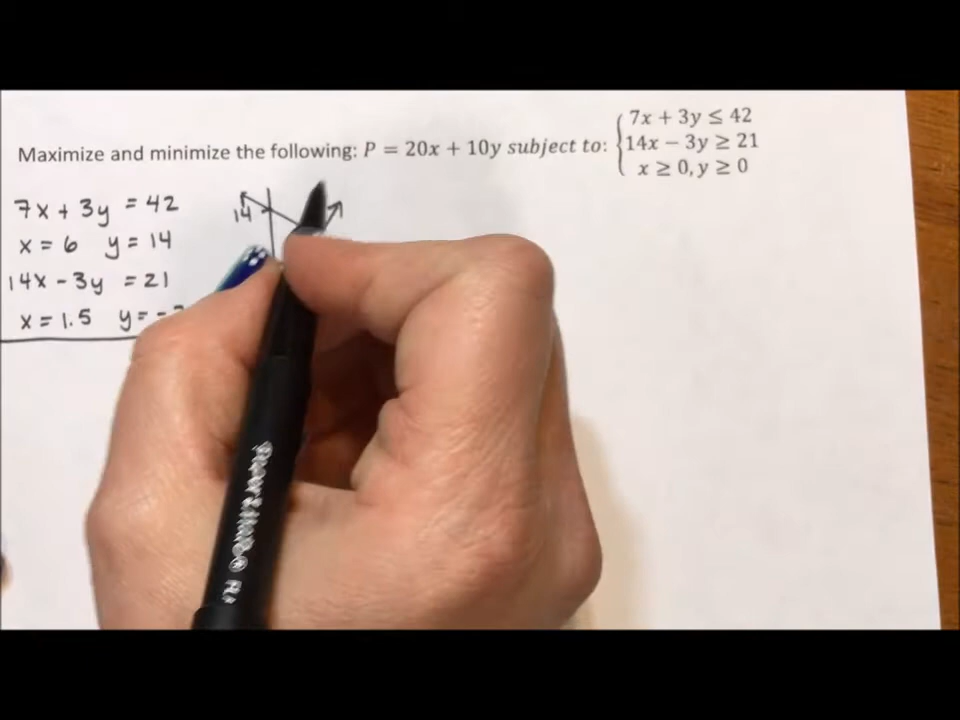 Maximize and minimize the following: P = 20x + 10y subject to: { 7x + 3y ≤ 42
14x − 3y ≥ 21
x ≥ 0, y ≥ 0
7x + 3y = 42
x = 6 y = 14
14x - 3y = 21
x = 1.5 y = -
14